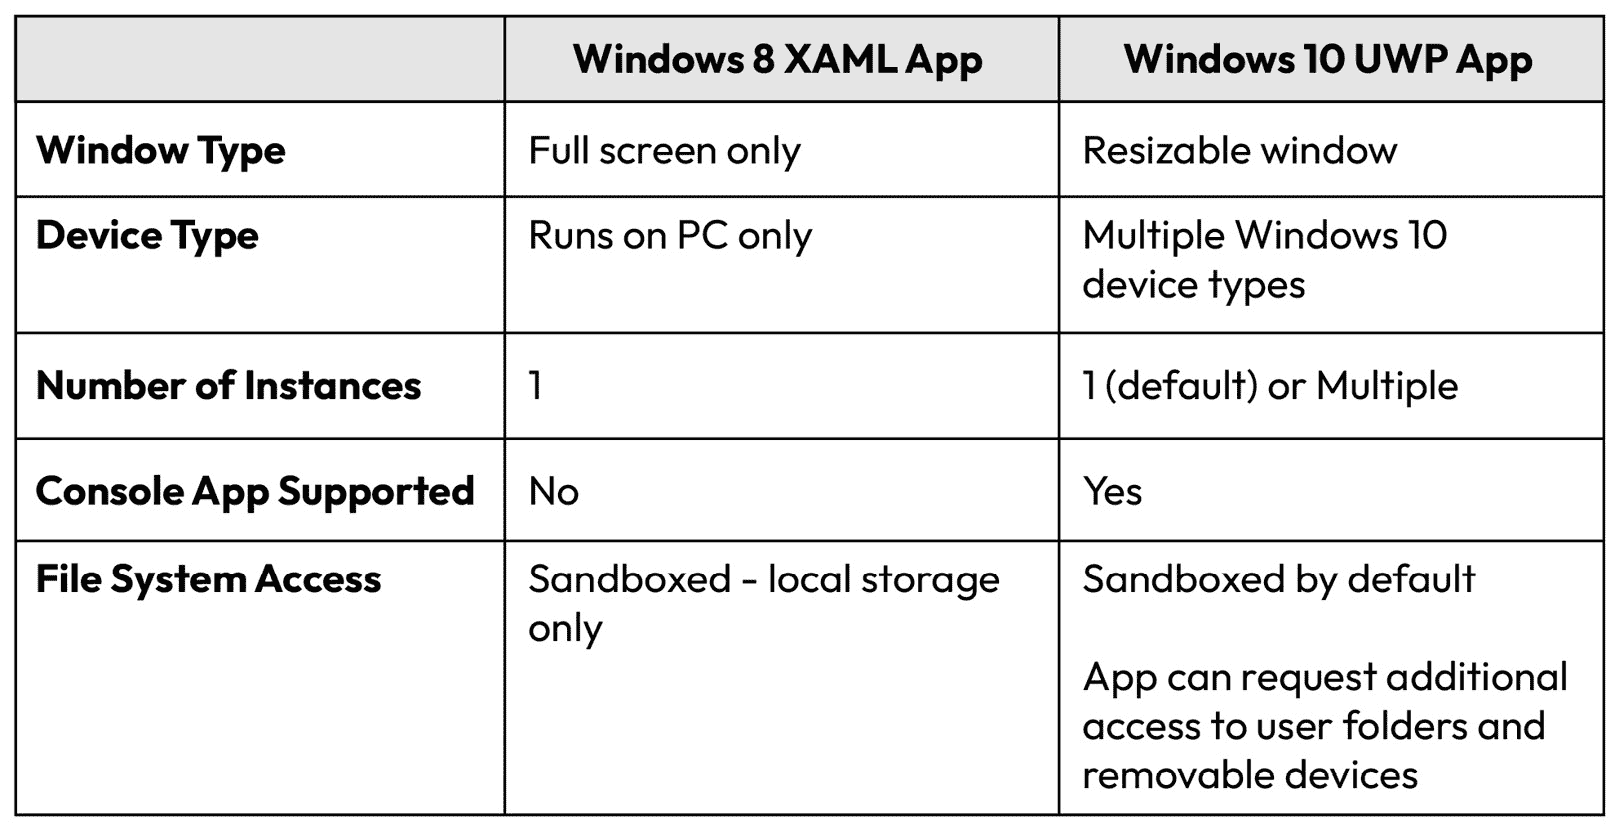 Windows 8 XAML App
Windows 10 UWP App
Window Type
Full screen only
Resizable window
Device Type
Runs on PC only
Multiple Windows 10
device types
Number of Instances
1
1 (default) or Multiple
Console App Supported
No
Yes
File System Access
Sandboxed - local storage
only
Sandboxed by default
App can request additional
access to user folders and
removable devices